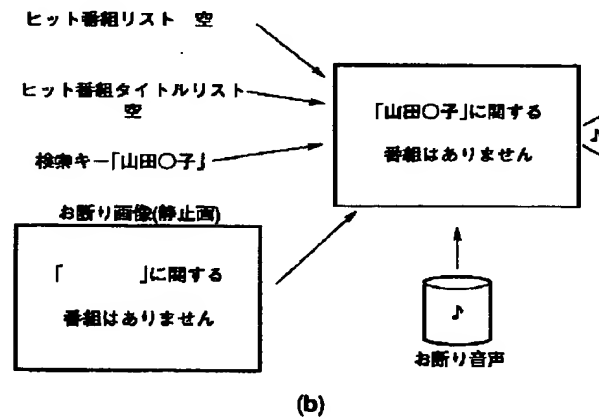 ヒット番組リスト 空
ヒット番組タイトルリスト
空
検索キー「山田〇子」
お断り画像(静止画)
「 」に関する
番組はありません
「山田〇子」に関する
番組はありません
♪
♪
お断り音声
(b)